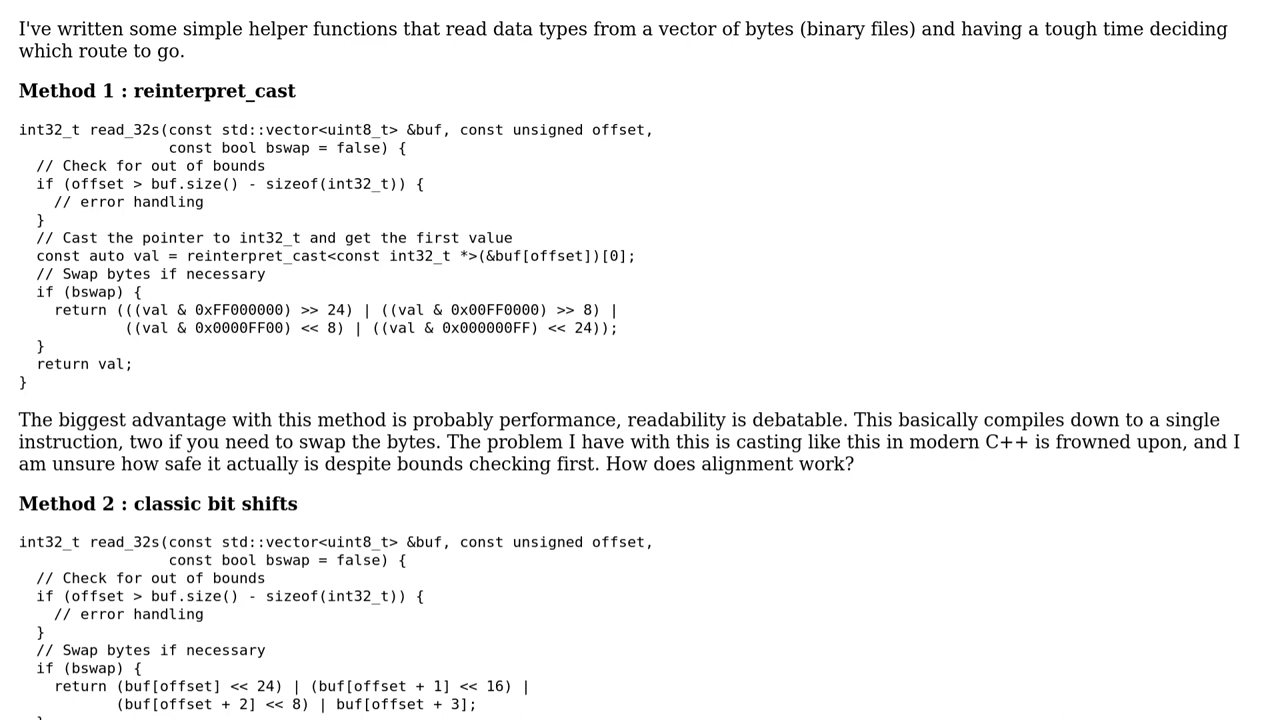 I've written some simple helper functions that read data types from a vector of bytes (binary files) and having a tough time deciding
which route to go.
Method 1 : reinterpret_cast
int32_t read_32s(const std::vector<uint8_t> &buf, const unsigned offset,
                 const bool bswap = false) {
  // Check for out of bounds
  if (offset > buf.size() - sizeof(int32_t)) {
    // error handling
  }
  // Cast the pointer to int32_t and get the first value
  const auto val = reinterpret_cast<const int32_t *>(&buf[offset])[0];
  // Swap bytes if necessary
  if (bswap) {
    return (((val & 0xFF000000) >> 24) | ((val & 0x00FF0000) >> 8) |
            ((val & 0x0000FF00) << 8) | ((val & 0x000000FF) << 24));
  }
  return val;
}
The biggest advantage with this method is probably performance, readability is debatable. This basically compiles down to a single
instruction, two if you need to swap the bytes. The problem I have with this is casting like this in modern C++ is frowned upon, and I
am unsure how safe it actually is despite bounds checking first. How does alignment work?
Method 2 : classic bit shifts
int32_t read_32s(const std::vector<uint8_t> &buf, const unsigned offset,
                 const bool bswap = false) {
  // Check for out of bounds
  if (offset > buf.size() - sizeof(int32_t)) {
    // error handling
  }
  // Swap bytes if necessary
  if (bswap) {
    return (buf[offset] << 24) | (buf[offset + 1] << 16) |
           (buf[offset + 2] << 8) | buf[offset + 3];